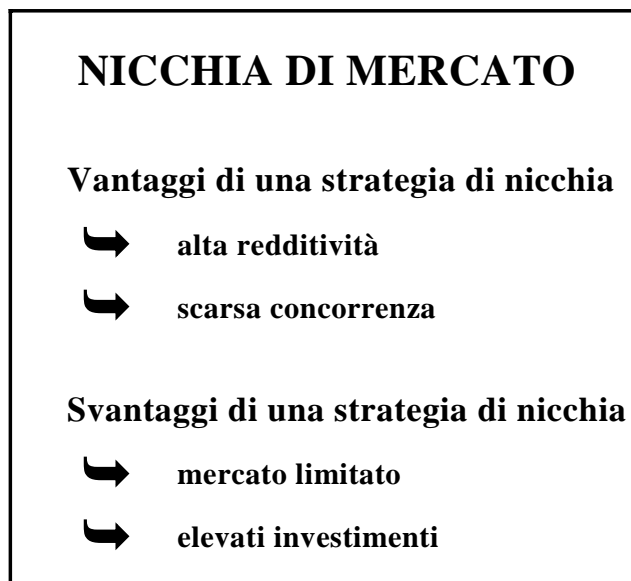 NICCHIA DI MERCATO
Vantaggi di una strategia di nicchia
alta redditività
scarsa concorrenza
Svantaggi di una strategia di nicchia
mercato limitato
elevati investimenti